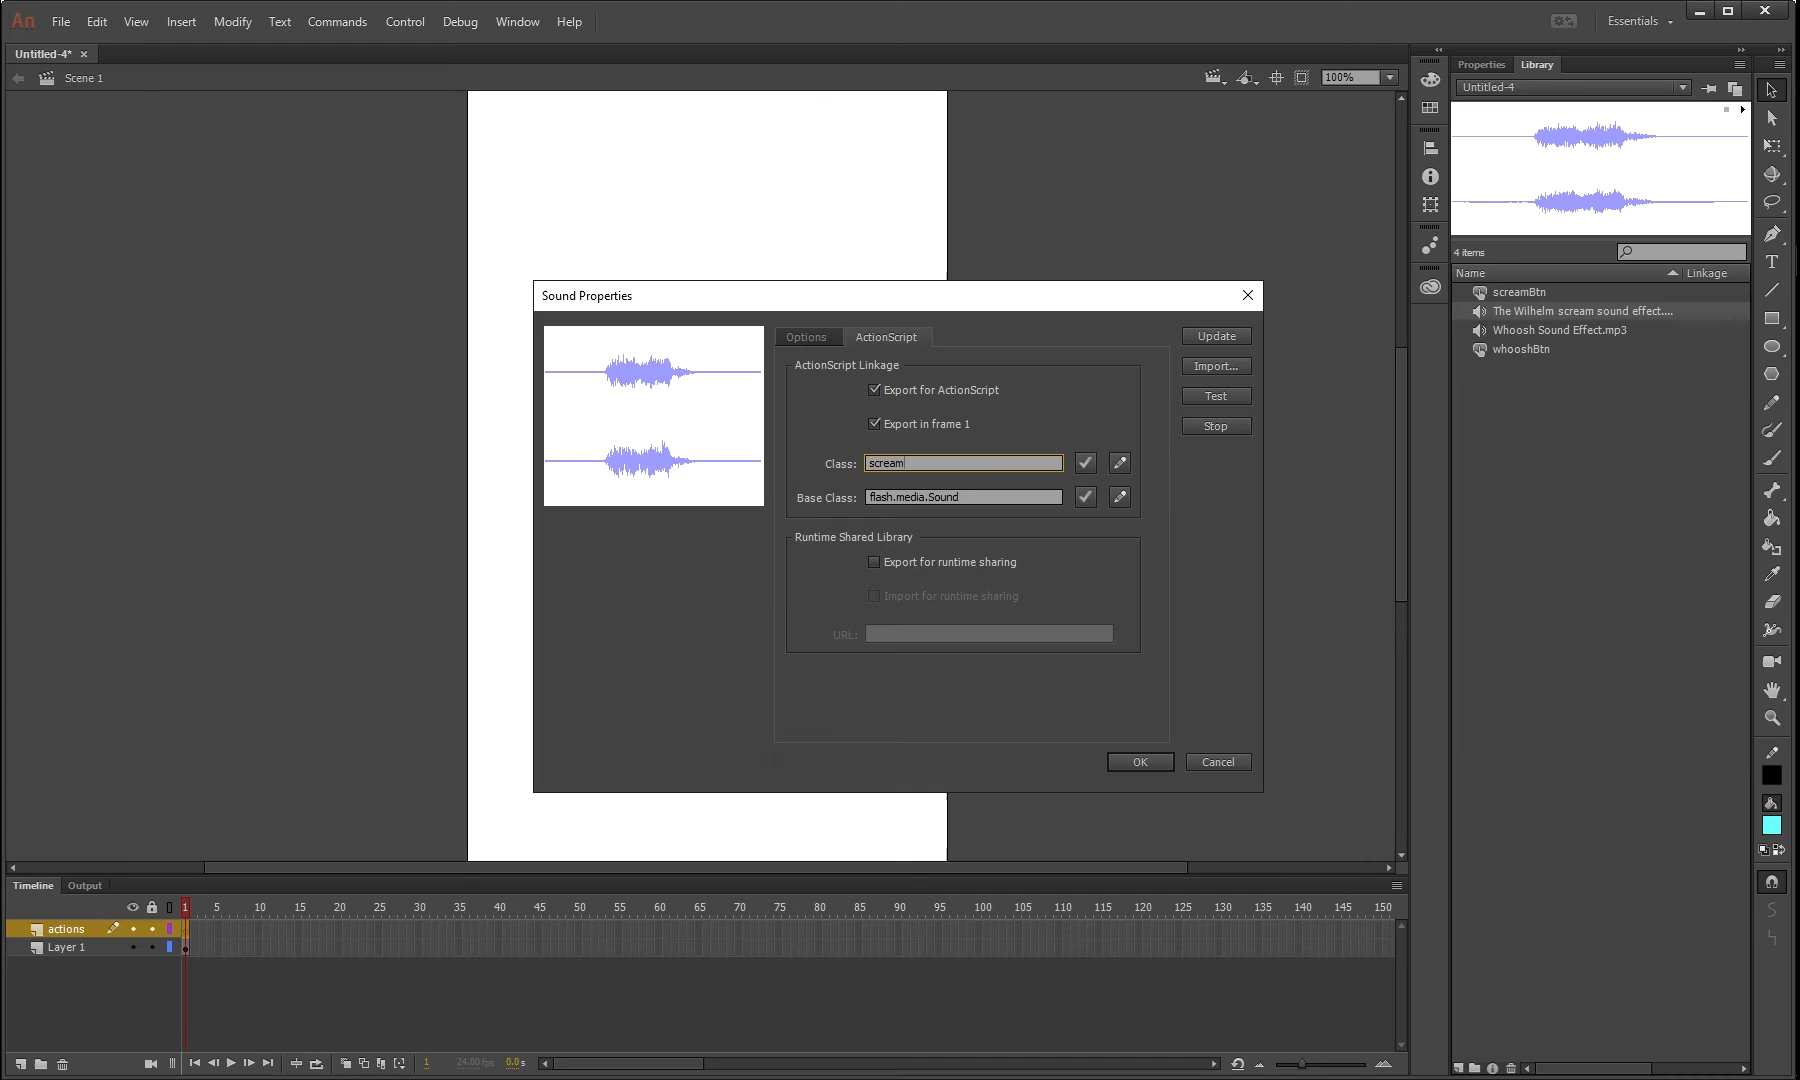 An File Edit View Insert Modify Text Commands Control Debug Window Help Essentials
Untitled-4* ×
Scene 1 100%
Properties Library
Untitled-4
4 items
Name Linkage
screamBtn
The Wilhelm scream sound effect....
Whoosh Sound Effect.mp3
whooshBtn
Sound Properties
Options ActionScript
Update
Import...
Test
Stop
ActionScript Linkage
Export for ActionScript
Export in frame 1
Class: scream
Base Class: flash.media.Sound
Runtime Shared Library
Export for runtime sharing
Import for runtime sharing
URL:
OK Cancel
Timeline Output
1 5 10 15 20 25 30 35 40 45 50 55 60 65 70 75 80 85 90 95 100 105 110 115 120 125 130 135 140 145 150
actions
Layer 1
1 24.00 fps 0.0 s